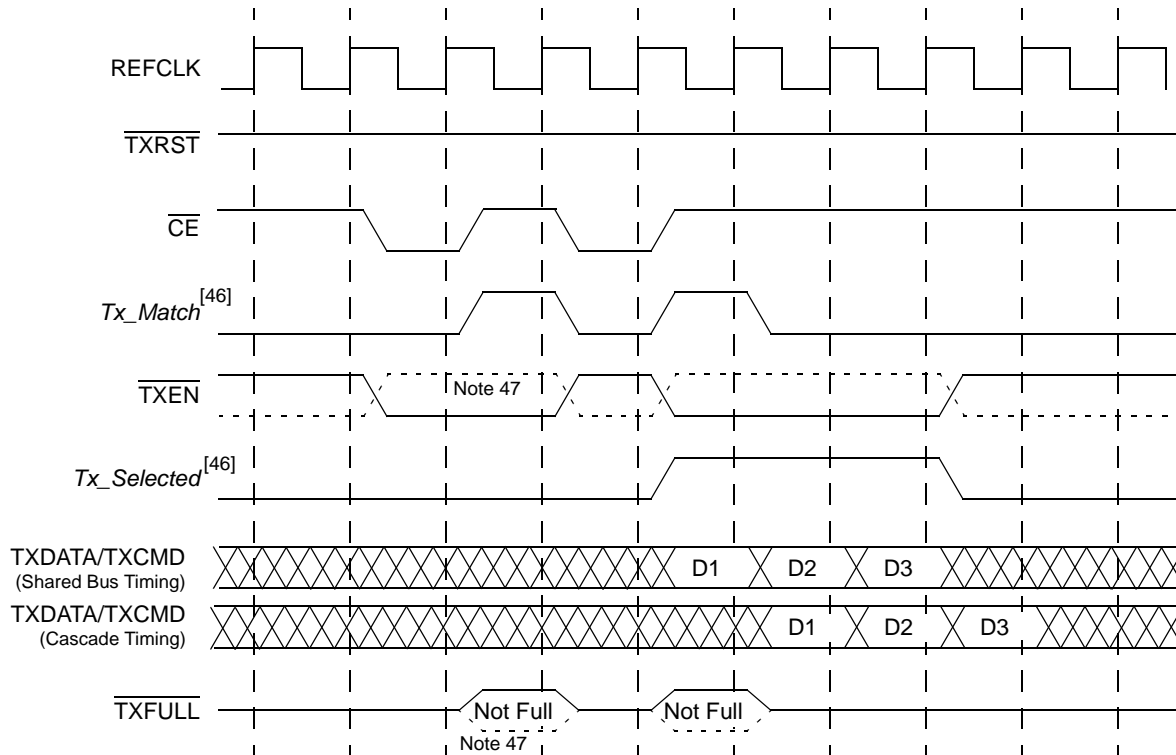 REFCLK
TXRST
CE
Tx_Match[46]
TXEN
Note 47
Tx_Selected[46]
TXDATA/TXCMD
(Shared Bus Timing)
D1 D2 D3
TXDATA/TXCMD
(Cascade Timing)
D1 D2 D3
TXFULL
Not Full Not Full
Note 47